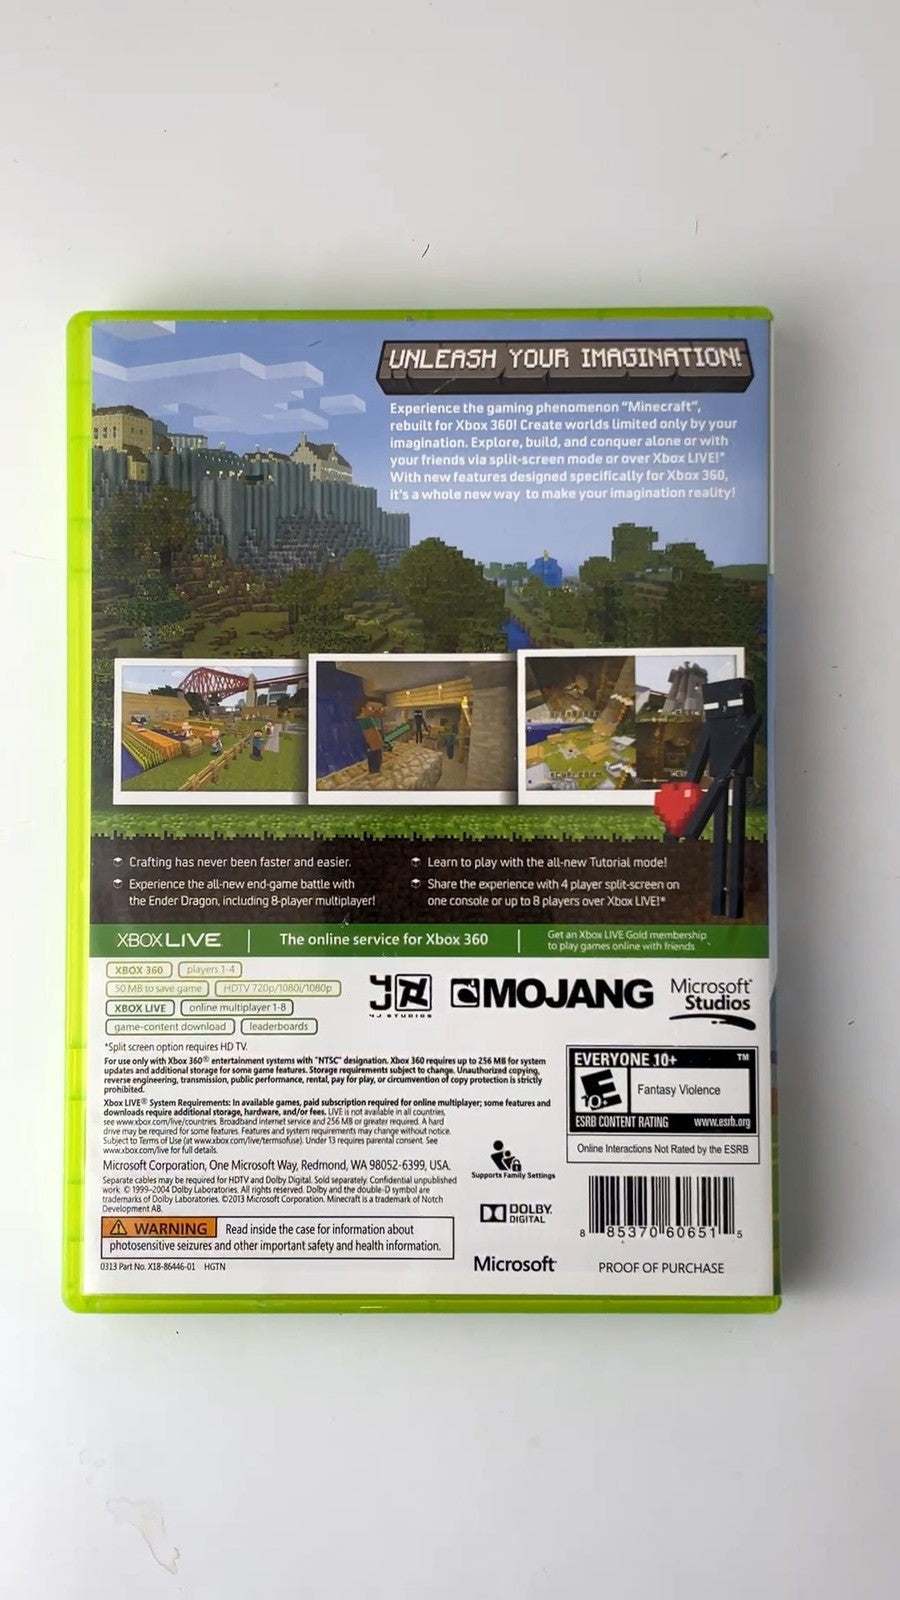 UNLEASH YOUR IMAGINATION!
Experience the gaming phenomenon "Minecraft",
rebuilt for Xbox 360! Create worlds limited only by your
imagination. Explore, build, and conquer alone or with
your friends via split-screen mode or over Xbox LIVE!*
With new features designed specifically for Xbox 360,
it's a whole new way to make your imagination reality!
Crafting has never been faster and easier.
Experience the all-new end-game battle with
the Ender Dragon, including 8-player multiplayer!
Learn to play with the all-new Tutorial mode!
Share the experience with 4 player split-screen on
one console or up to 8 players over Xbox LIVE!*
XBOX LIVE
The online service for Xbox 360
Get an Xbox LIVE Gold membership
to play games online with friends
XBOX 360 players 1-4
50 MB to save game HDTV 720p/1080i/1080p
XBOX LIVE online multiplayer 1-8
game-content download leaderboards
4J STUDIOS
MOJANG
Microsoft®
Studios
*Split screen option requires HD TV.
For use only with Xbox 360® entertainment systems with "NTSC" designation. Xbox 360 requires up to 256 MB for system
updates and additional storage for some game features. Storage requirements subject to change. Unauthorized copying,
reverse engineering, transmission, public performance, rental, pay for play, or circumvention of copy protection is strictly
prohibited.
Xbox LIVE® System Requirements: In available games, paid subscription required for online multiplayer; some features and
downloads require additional storage, hardware, and/or fees. LIVE is not available in all countries,
see www.xbox.com/live/countries. Broadband internet service and 256 MB or greater required. A hard
drive may be required for some features. Features and system requirements may change without notice.
Subject to Terms of Use (at www.xbox.com/live/termsofuse). Under 13 requires parental consent. See
www.xbox.com/live for full details.
Microsoft Corporation, One Microsoft Way, Redmond, WA 98052-6399, USA.
Separate cables may be required for HDTV and Dolby Digital. Sold separately. Confidential unpublished
work. © 1999-2004 Dolby Laboratories. All rights reserved. Dolby and the double-D symbol are
trademarks of Dolby Laboratories. ©2013 Microsoft Corporation. Minecraft is a trademark of Notch
Development AB.
WARNING Read inside the case for information about
photosensitive seizures and other important safety and health information.
0313 Part No. X18-86446-01 HGTN
Supports Family Settings
DOLBY
DIGITAL
Microsoft®
EVERYONE 10+ ™
E
10+
Fantasy Violence
ESRB CONTENT RATING www.esrb.org
Online Interactions Not Rated by the ESRB
8 85370 60651 5
PROOF OF PURCHASE